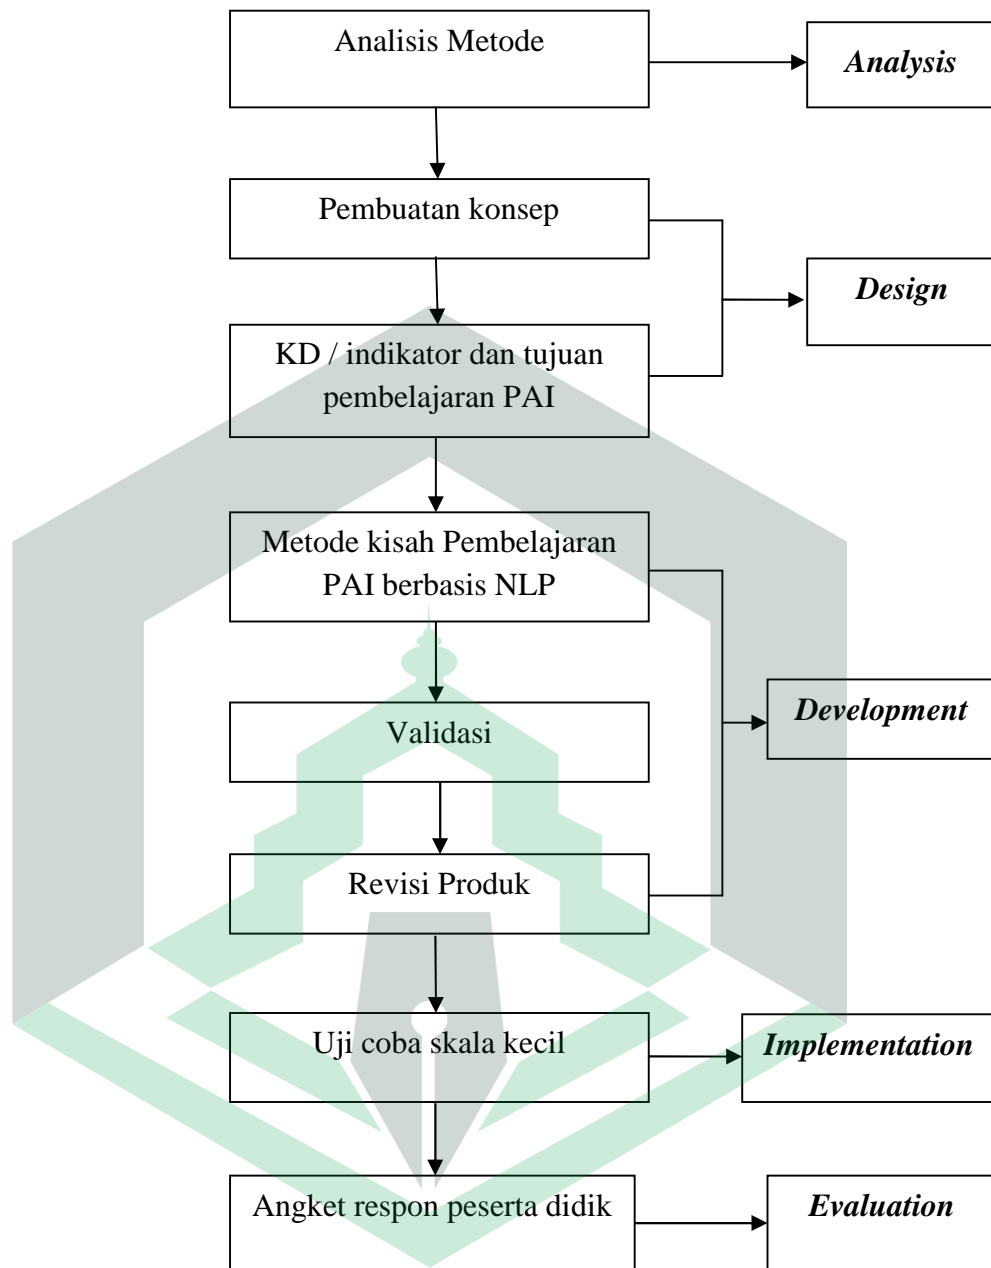 Analisis Metode
Analysis
Pembuatan konsep
Design
KD / indikator dan tujuan
pembelajaran PAI
Metode kisah Pembelajaran
PAI berbasis NLP
Development
Validasi
Revisi Produk
Uji coba skala kecil
Implementation
Angket respon peserta didik
Evaluation